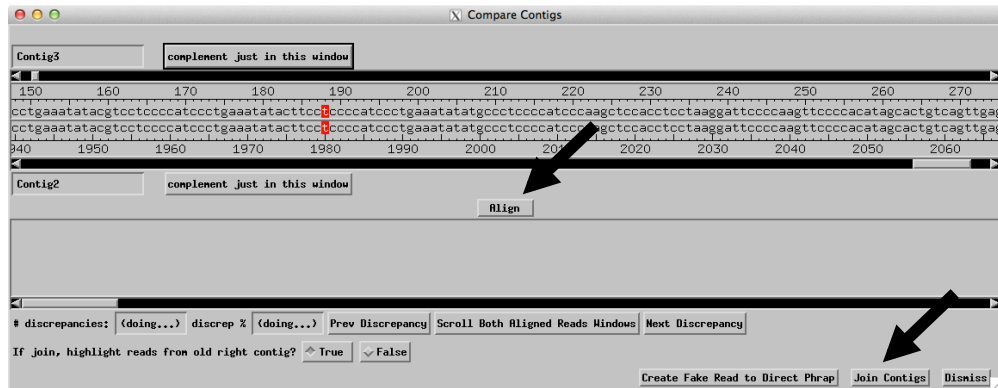 Compare Contigs
Contig3 complement just in this window
150 160 170 180 190 200 210 220 230 240 250 260 270
cctgaaatatacgtcctccccatccctgaaatatacttcctccccatccctgaaatatatgccctccccatcccaagctccacctcctaaggattccccaagttccccacatagcactgtcagttgag
cctgaaatatacgtcctccccatccctgaaatatacttcctccccatccctgaaatatatgccctccccatccc agctccacctcctaaggattccccaagttccccacatagcactgtcagttgag
940 1950 1960 1970 1980 1990 2000 2020 2030 2040 2050 2060
Contig2 complement just in this window
Align
# discrepancies: (doing...) discrep % (doing...) Prev Discrepancy Scroll Both Aligned Reads Windows Next Discrepancy
If join, highlight reads from old right contig? True False
Create Fake Read to Direct Phrap Join Contigs Dismiss